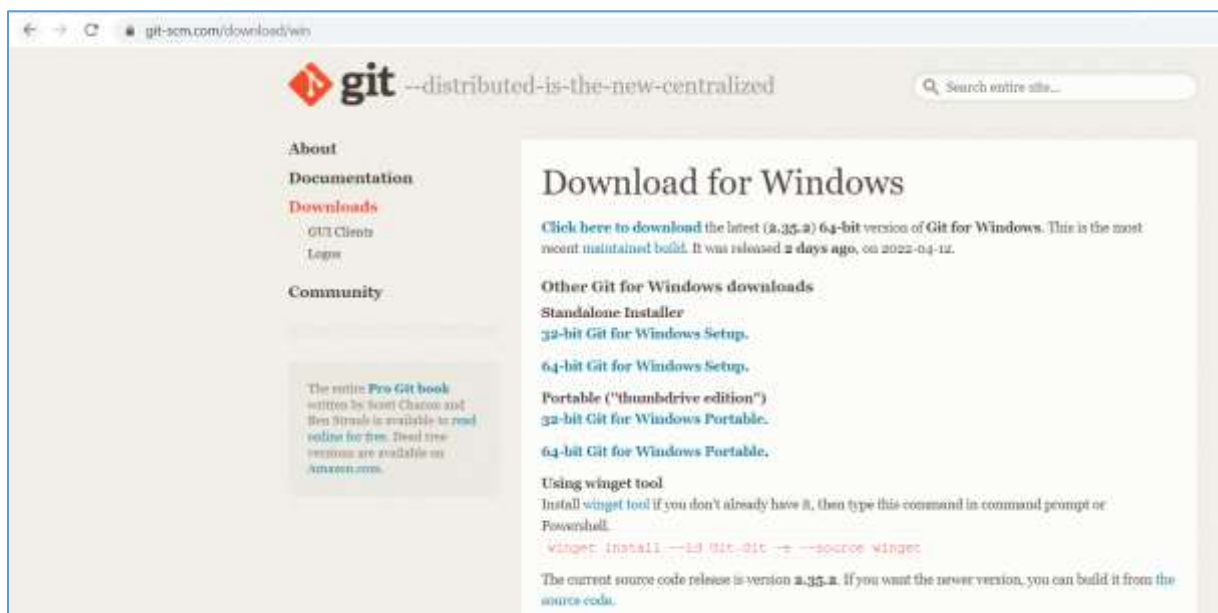 git-scm.com/download/win
git --distributed-is-the-new-centralized
Search entire site...
About
Documentation
Downloads
GUI Clients
Logos
Community
The entire Pro Git book
written by Scott Chacon and
Ben Straub is available to read
online for free. Dead tree
versions are available on
Amazon.com.
Download for Windows
Click here to download the latest (2.35.2) 64-bit version of Git for Windows. This is the most
recent maintained build. It was released 2 days ago, on 2022-04-12.
Other Git for Windows downloads
Standalone Installer
32-bit Git for Windows Setup.
64-bit Git for Windows Setup.
Portable ("thumbdrive edition")
32-bit Git for Windows Portable.
64-bit Git for Windows Portable.
Using winget tool
Install winget tool if you don't already have it, then type this command in command prompt or
Powershell.
winget install --id Git.Git -e --source winget
The current source code release is version 2.35.2. If you want the newer version, you can build it from the
source code.